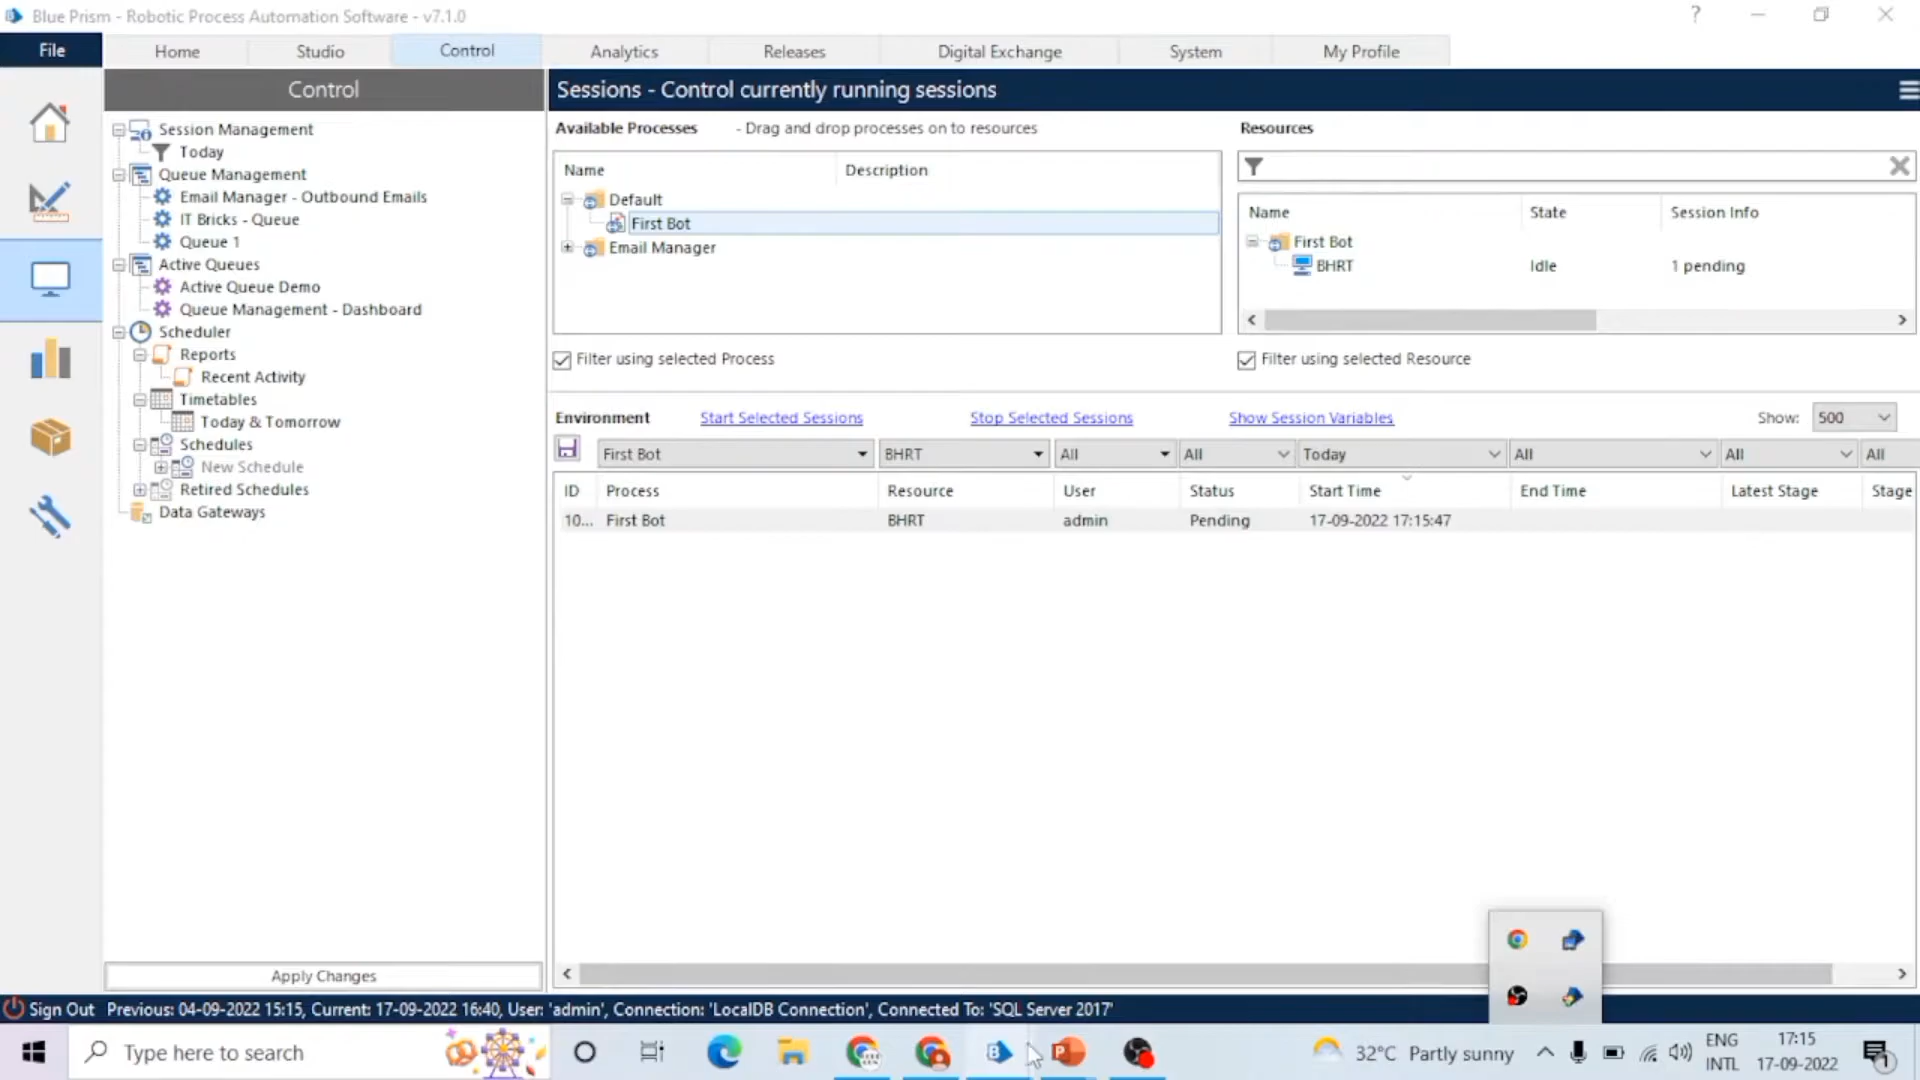 Blue Prism - Robotic Process Automation Software - v7.1.0
File
Home
Studio
Control
Analytics
Releases
Digital Exchange
System
My Profile
Control
Session Management
Today
Queue Management
Email Manager - Outbound Emails
IT Bricks - Queue
Queue 1
Active Queues
Active Queue Demo
Queue Management - Dashboard
Scheduler
Reports
Recent Activity
Timetables
Today & Tomorrow
Schedules
New Schedule
Retired Schedules
Data Gateways
Apply Changes
Sessions - Control currently running sessions
Available Processes - Drag and drop processes on to resources
Name Description
Default
First Bot
Email Manager
Filter using selected Process
Resources
Name State Session Info
First Bot
BHRT Idle 1 pending
Filter using selected Resource
Environment Start Selected Sessions Stop Selected Sessions Show Session Variables Show: 500
First Bot BHRT All All Today All All All
ID Process Resource User Status Start Time End Time Latest Stage Stage
10... First Bot BHRT admin Pending 17-09-2022 17:15:47
Sign Out Previous: 04-09-2022 15:15, Current: 17-09-2022 16:40, User: 'admin', Connection: 'LocalDB Connection', Connected To: 'SQL Server 2017'
Type here to search
32°C Partly sunny
ENG
INTL
17:15
17-09-2022
1